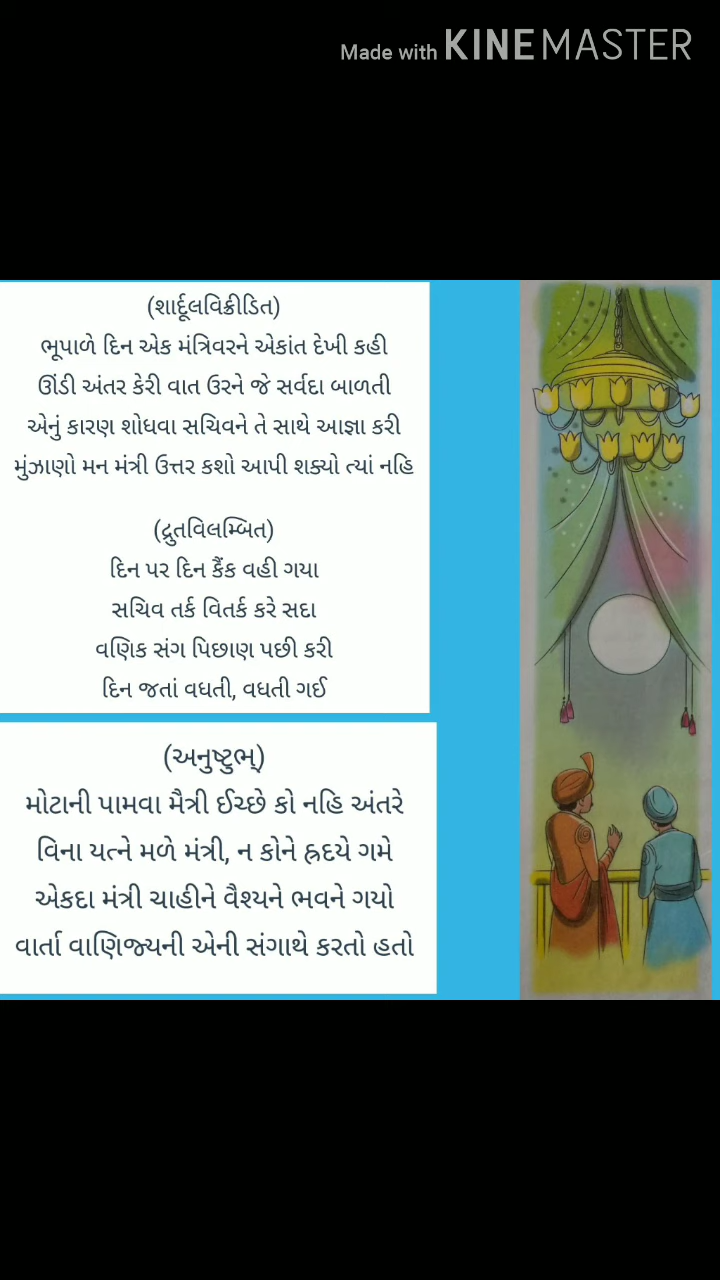 Made with KINEMASTER
(શાર્દૂલવિક્રીડિત)
ભૂપાળે દિન એક મંત્રિવરને એકાંત દેખી કહી
ઊંડી અંતર કેરી વાત ઉરને જે સર્વદા બાળતી
એનું કારણ શોધવા સચિવને તે સાથે આજ્ઞા કરી
મુંઝાણો મન મંત્રી ઉત્તર કશો આપી શક્યો ત્યાં નહિ
(દ્રુતવિલમ્બિત)
દિન પર દિન કૈંક વહી ગયા
સચિવ તર્ક વિતર્ક કરે સદા
વણિક સંગ પિછાણ પછી કરી
દિન જતાં વધતી, વધતી ગઈ
(અનુષ્ટુભ્)
મોટાની પામવા મૈત્રી ઈચ્છે કો નહિ અંતરે
વિના યત્ને મળે મંત્રી, ન કોને હ્રદયે ગમે
એકદા મંત્રી ચાહીને વૈશ્યને ભવને ગયો
વાર્તા વાણિજ્યની એની સંગાથે કરતો હતો